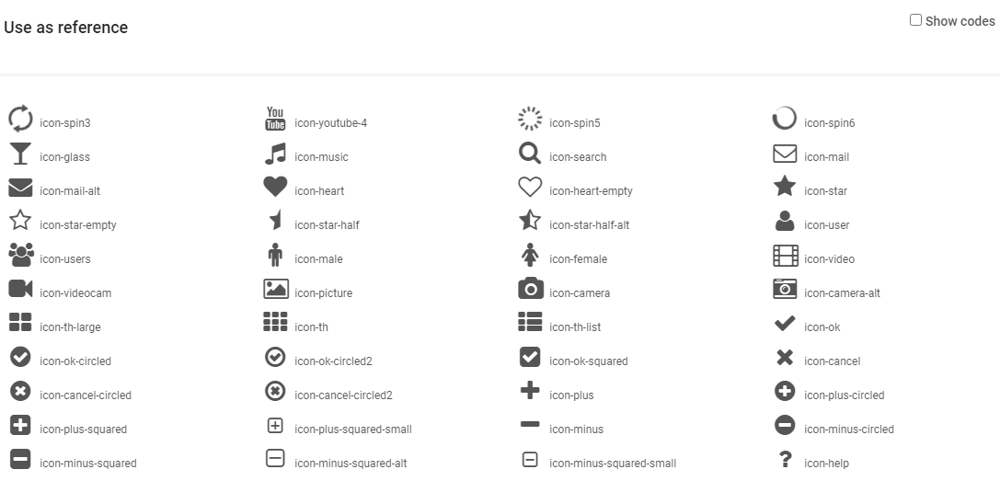 Use as reference
Show codes
icon-spin3 You Tube icon-youtube-4 icon-spin5 icon-spin6
icon-glass icon-music icon-search icon-mail
icon-mail-alt icon-heart icon-heart-empty icon-star
icon-star-empty icon-star-half icon-star-half-alt icon-user
icon-users icon-male icon-female icon-video
icon-videocam icon-picture icon-camera icon-camera-alt
icon-th-large icon-th icon-th-list icon-ok
icon-ok-circled icon-ok-circled2 icon-ok-squared icon-cancel
icon-cancel-circled icon-cancel-circled2 icon-plus icon-plus-circled
icon-plus-squared icon-plus-squared-small icon-minus icon-minus-circled
icon-minus-squared icon-minus-squared-alt icon-minus-squared-small ? icon-help